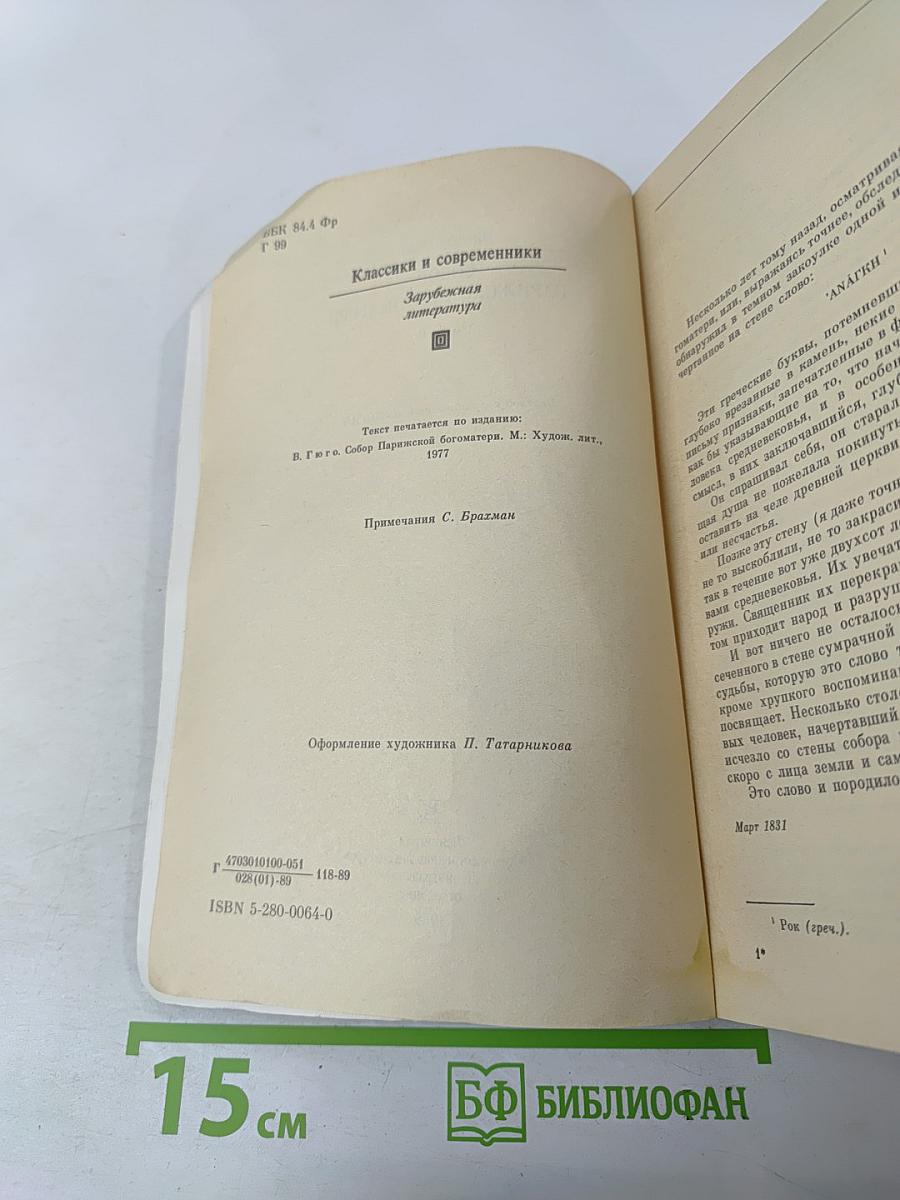 ББК 84.4 Фр
Г 99
Классики и современники
Зарубежная
литература
Текст печатается по изданию:
В. Гюго. Собор Парижской богоматери. М.: Худож. лит.,
1977
Примечания С. Брахман
Оформление художника П. Татарникова
Г 4703010100-051 118-89
028(01)-89
ISBN 5-280-0064-0
Несколько лет тому назад, осматривая
гоматери, или, выражаясь точнее, обслед
обнаружил в темном закоулке одной и
чертанное на стене слово:
'ΑΝΆΓΚΗ 1
Эти греческие буквы, потемневши
глубоко врезанные в камень, некие
письму признаки, запечатленные в ф
как бы указывающие на то, что нач
ловека средневековья, и в особен
смысл, в них заключавшийся, глуб
Он спрашивал себя, он старал
щая душа не пожелала покинуть
оставить на челе древней церкви
или несчастья.
Позже эту стену (я даже точн
не то выскоблили, не то закраси
так в течение вот уже двухсот ле
вами средневековья. Их увечат
ружи. Священник их перекра
том приходит народ и разруш
И вот ничего не осталось
сеченного в стене сумрачной
судьбы, которую это слово т
кроме хрупкого воспомина
посвящает. Несколько стол
вых человек, начертавший
исчезло со стены собора
скоро с лица земли и сам
Это слово и породило
Март 1831
1 Рок (греч.).
1*
15 см
БФ БИБЛИОФАН